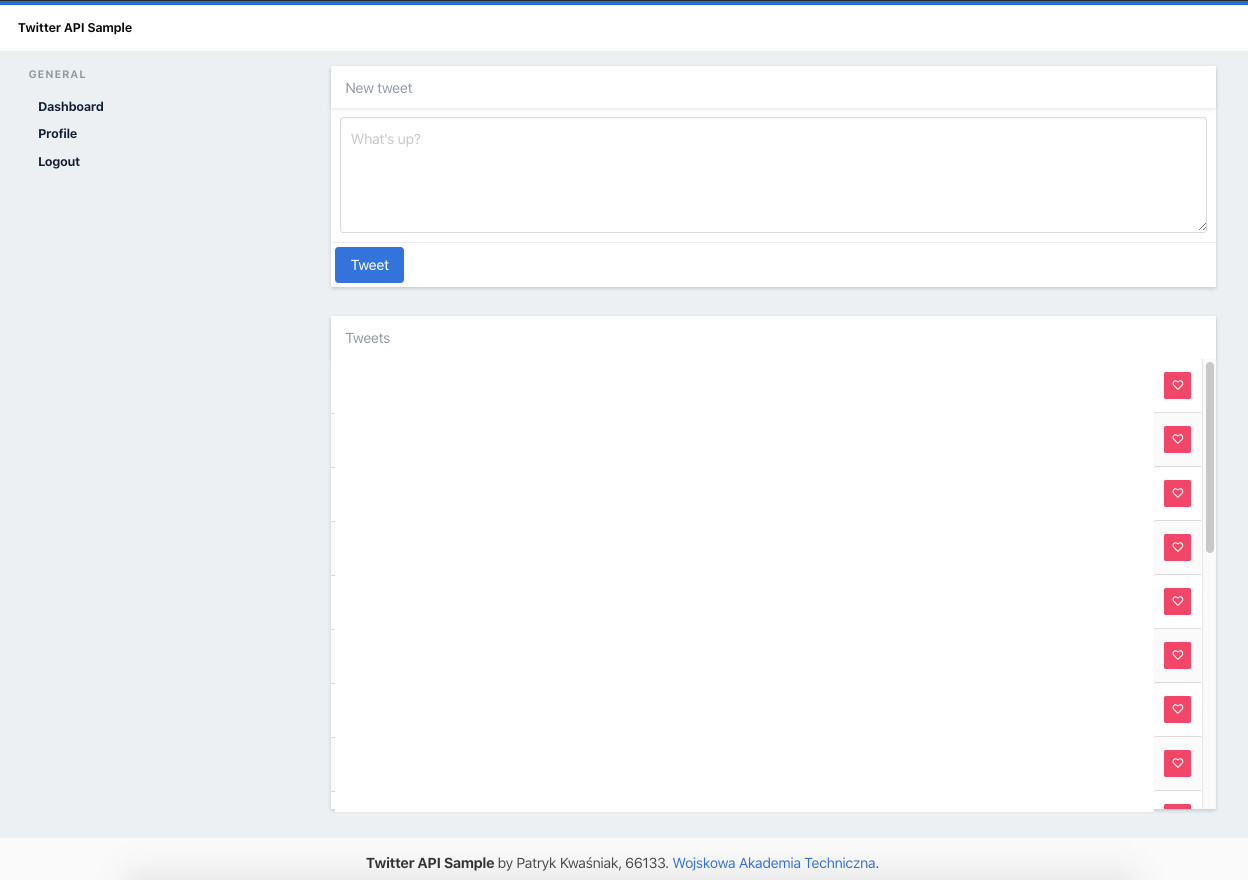 Twitter API Sample
GENERAL
Dashboard
Profile
Logout
New tweet
What's up?
Tweet
Tweets
Twitter API Sample by Patryk Kwaśniak, 66133. Wojskowa Akademia Techniczna.